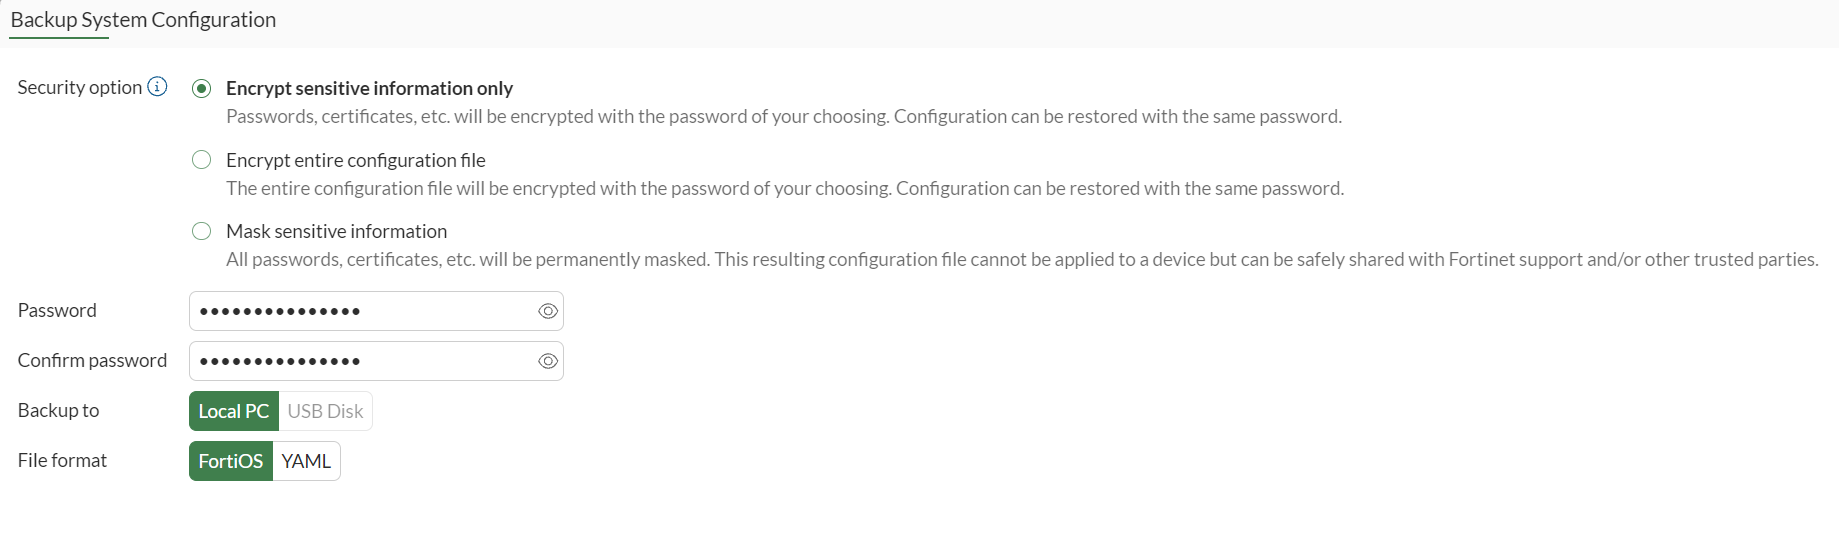 Backup System Configuration
Security option
Encrypt sensitive information only
Passwords, certificates, etc. will be encrypted with the password of your choosing. Configuration can be restored with the same password.
Encrypt entire configuration file
The entire configuration file will be encrypted with the password of your choosing. Configuration can be restored with the same password.
Mask sensitive information
All passwords, certificates, etc. will be permanently masked. This resulting configuration file cannot be applied to a device but can be safely shared with Fortinet support and/or other trusted parties.
Password •••••••••••••••
Confirm password •••••••••••••••
Backup to Local PC USB Disk
File format FortiOS YAML